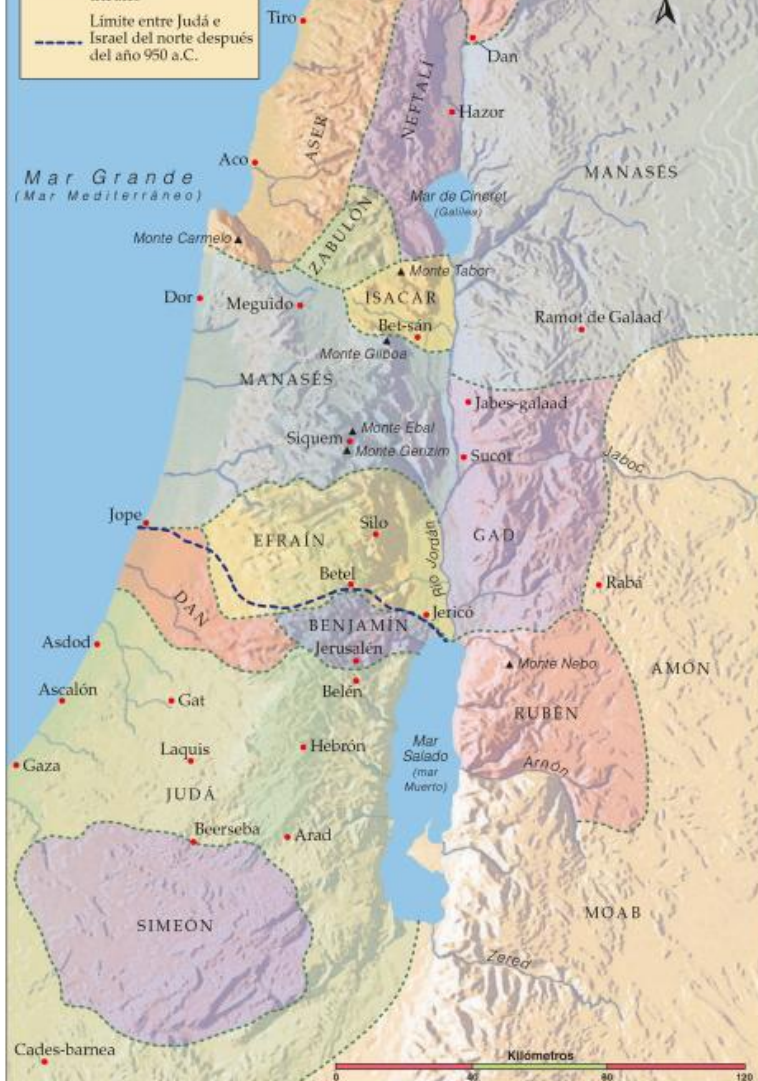 Límite entre Judá e
Israel del norte después
del año 950 a.C.
Tiro
Dan
NEFTALÍ
Hazor
ASER
Aco
MANASÉS
Mar Grande
(Mar Mediterráneo)
Mar de Cineret
(Galilea)
ZABULÓN
Monte Carmelo
Monte Tabor
ISACAR
Dor
Meguido
Ramot de Galaad
Bet-sán
Monte Gilboa
MANASÉS
Jabes-galaad
Monte Ebal
Siquem
Monte Gerizim
Sucot
Jaboc
Jope
Silo
EFRAÍN
GAD
Río Jordán
Betel
Rabá
DAN
Jericó
BENJAMÍN
Asdod
Jerusalén
Monte Nebo
AMÓN
Belén
Ascalón
Gat
RUBÉN
Hebrón
Mar
Salado
(mar
Muerto)
Laquis
Gaza
Arnón
JUDÁ
Beerseba
Arad
MOAB
SIMEÓN
Zered
Cades-barnea
Kilómetros
0
40
80
120